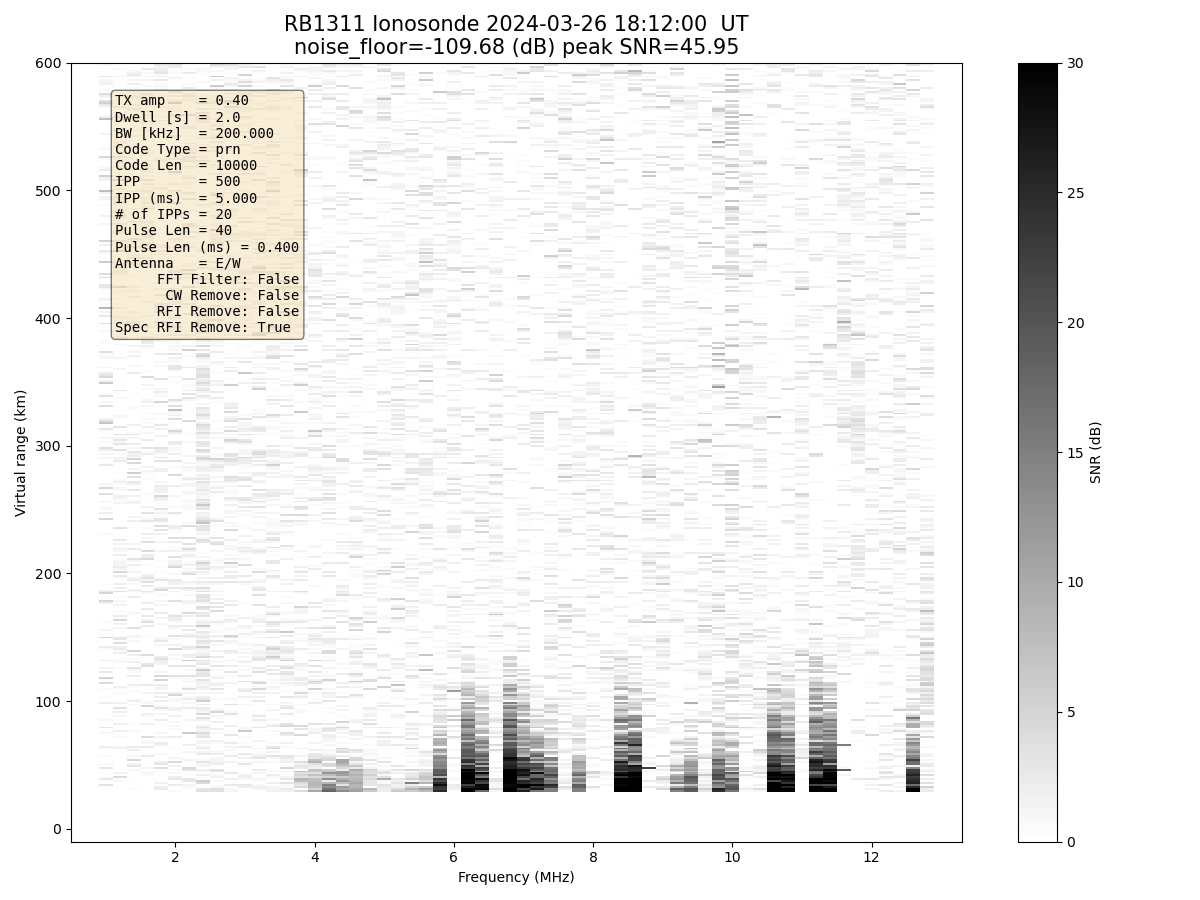 RB1311 Ionosonde 2024-03-26 18:12:00 UT
noise_floor=-109.68 (dB) peak SNR=45.95
TX amp = 0.40
Dwell [s] = 2.0
BW [kHz] = 200.000
Code Type = prn
Code Len = 10000
IPP = 500
IPP (ms) = 5.000
# of IPPs = 20
Pulse Len = 40
Pulse Len (ms) = 0.400
Antenna = E/W
FFT Filter: False
CW Remove: False
RFI Remove: False
Spec RFI Remove: True
Virtual range (km)
600
500
400
300
200
100
0
2 4 6 8 10 12
Frequency (MHz)
30
25
20
15
10
5
0
SNR (dB)